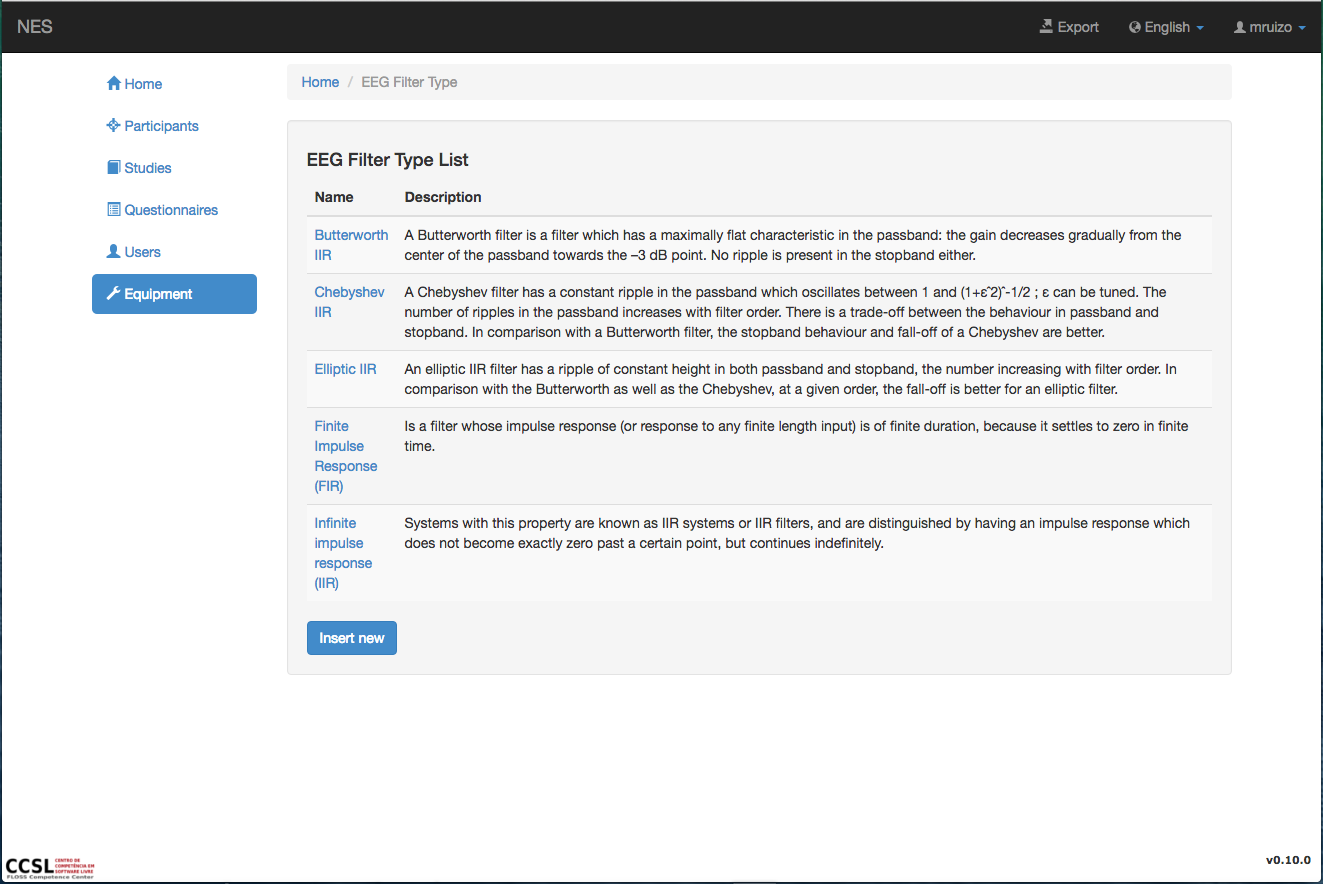 NES
Export English mruizo
Home
Participants
Studies
Questionnaires
Users
Equipment
Home / EEG Filter Type
EEG Filter Type List
Name Description
Butterworth IIR
A Butterworth filter is a filter which has a maximally flat characteristic in the passband: the gain decreases gradually from the
center of the passband towards the –3 dB point. No ripple is present in the stopband either.
Chebyshev IIR
A Chebyshev filter has a constant ripple in the passband which oscillates between 1 and (1+ε^2)^-1/2 ; ε can be tuned. The
number of ripples in the passband increases with filter order. There is a trade-off between the behaviour in passband and
stopband. In comparison with a Butterworth filter, the stopband behaviour and fall-off of a Chebyshev are better.
Elliptic IIR
An elliptic IIR filter has a ripple of constant height in both passband and stopband, the number increasing with filter order. In
comparison with the Butterworth as well as the Chebyshev, at a given order, the fall-off is better for an elliptic filter.
Finite
Impulse
Response
(FIR)
Is a filter whose impulse response (or response to any finite length input) is of finite duration, because it settles to zero in finite
time.
Infinite
impulse
response
(IIR)
Systems with this property are known as IIR systems or IIR filters, and are distinguished by having an impulse response which
does not become exactly zero past a certain point, but continues indefinitely.
Insert new
CCSL
CENTRO DE
COMPETÊNCIA EM
SOFTWARE LIVRE
FLOSS Competence Center
v0.10.0